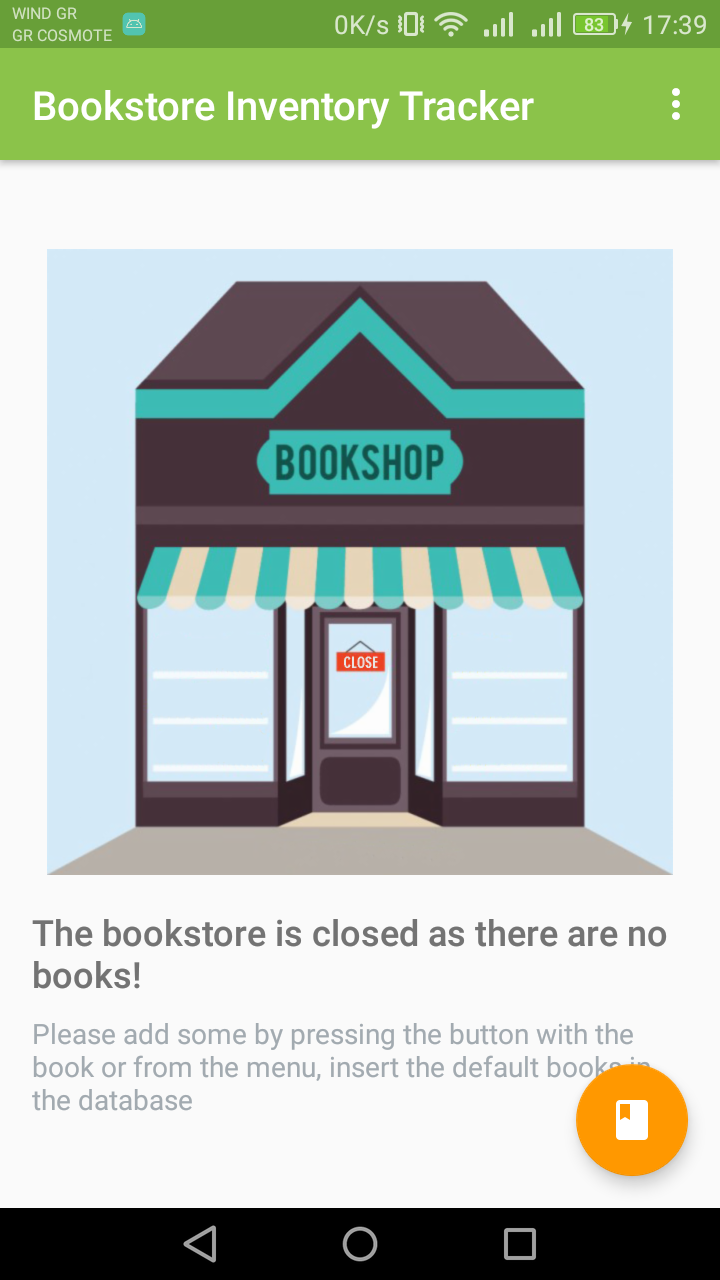 WIND GR
GR COSMOTE
0K/s 83 17:39
Bookstore Inventory Tracker
BOOKSHOP
CLOSE
The bookstore is closed as there are no
books!
Please add some by pressing the button with the
book or from the menu, insert the default books in
the database